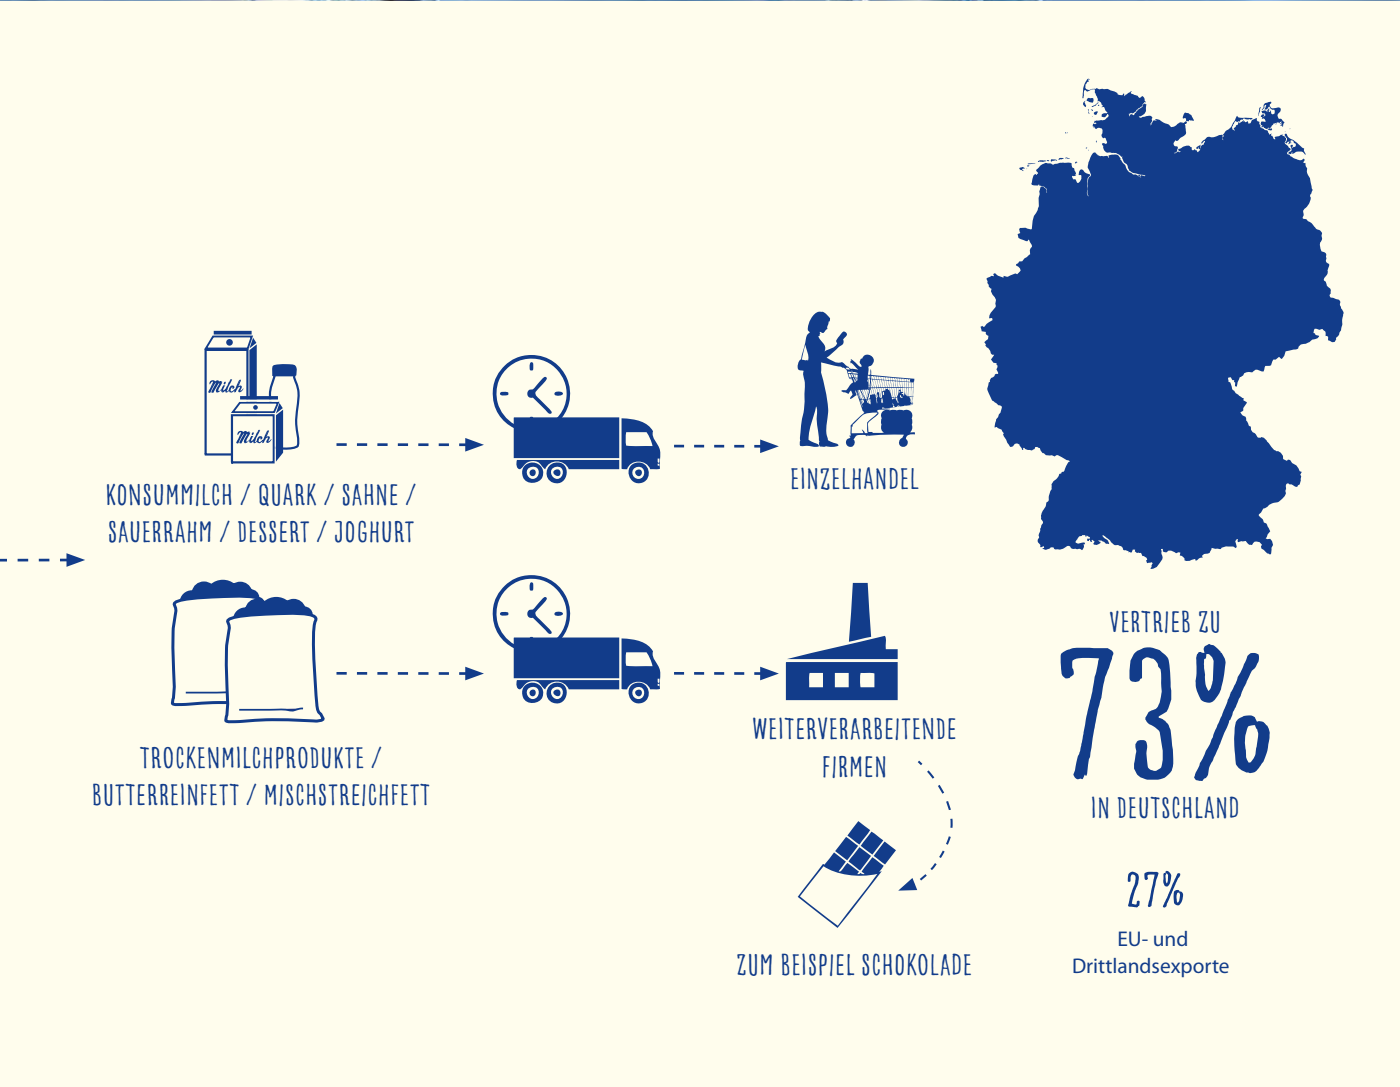 Milch
Milch
KONSUMMILCH / QUARK / SAHNE /
SAUERRAHM / DESSERT / JOGHURT
EINZELHANDEL
TROCKENMILCHPRODUKTE /
BUTTERREINFETT / MISCHSTREICHFETT
WEITERVERARBEITENDE
FIRMEN
ZUM BEISPIEL SCHOKOLADE
VERTRIEB ZU
73%
IN DEUTSCHLAND
27%
EU- und
Drittlandsexporte